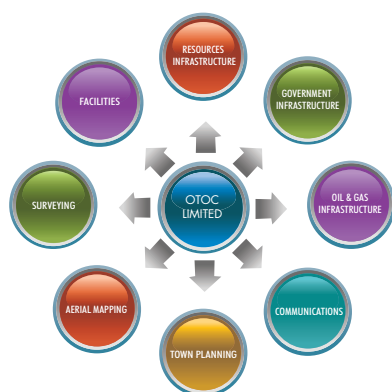 RESOURCES
INFRASTRUCTURE
GOVERNMENT
INFRASTRUCTURE
OIL & GAS
INFRASTRUCTURE
COMMUNICATIONS
TOWN PLANNING
AERIAL MAPPING
SURVEYING
FACILITIES
OTOC
LIMITED